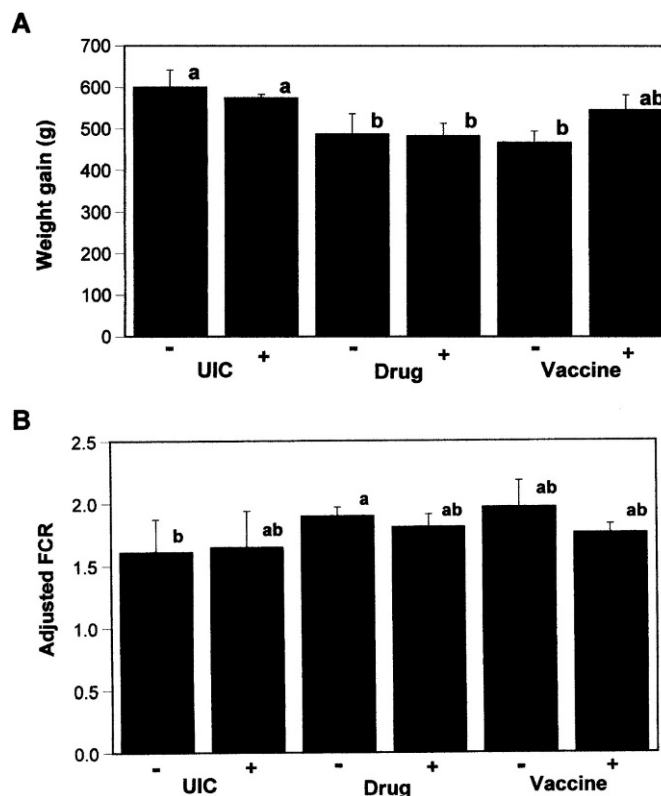 A
700
600
500
400
300
200
100
0
Weight gain (g)
a
a
b
b
b
ab
- + - + - +
UIC Drug Vaccine
B
2.5
2.0
1.5
1.0
0.5
0.0
Adjusted FCR
b
ab
a
ab
ab
ab
- + - + - +
UIC Drug Vaccine